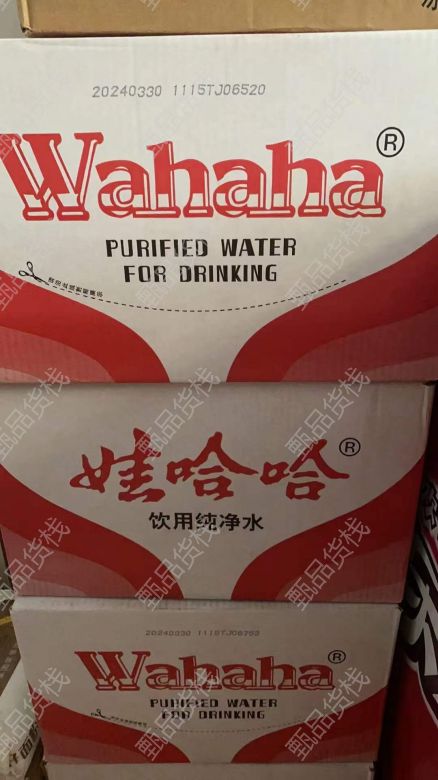 20240330 1115TJ06520
Wahaha®
PURIFIED WATER
FOR DRINKING
娃哈哈®
饮用纯净水
20240330 1115TJ06753
Wahaha®
PURIFIED WATER
FOR DRINKING
甄品货栈